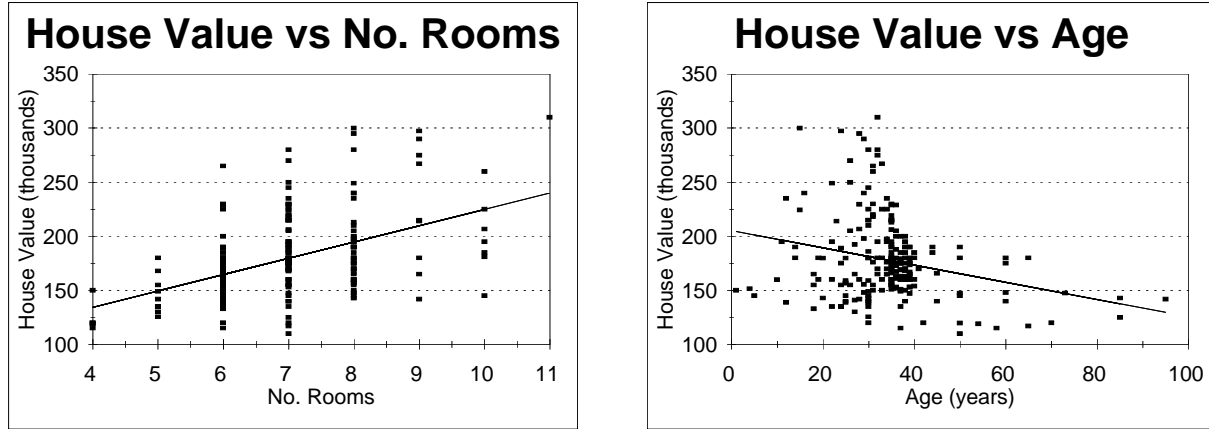 House Value vs No. Rooms
House Value (thousands)
350
300
250
200
150
100
4 5 6 7 8 9 10 11
No. Rooms
House Value vs Age
House Value (thousands)
350
300
250
200
150
100
0 20 40 60 80 100
Age (years)